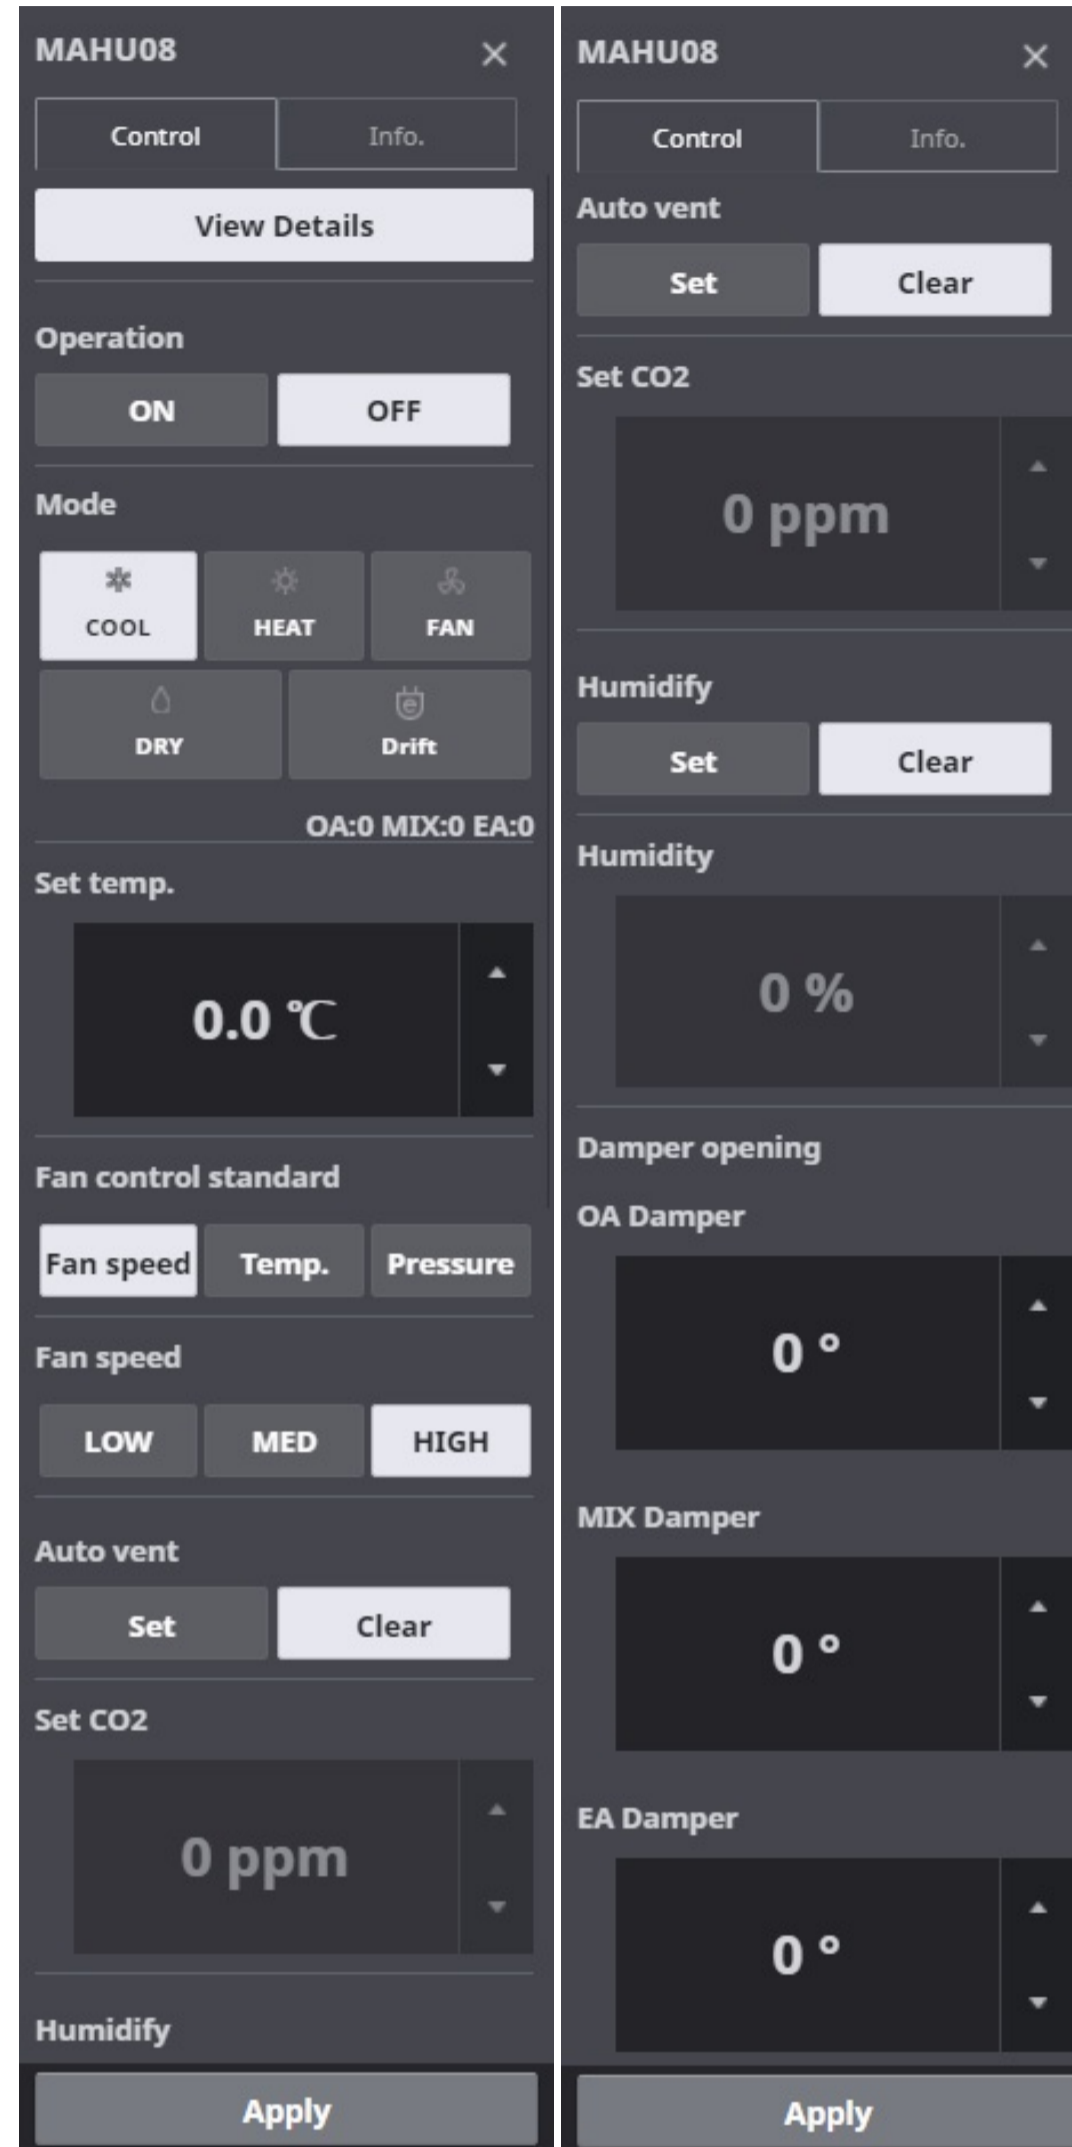 MAHU08
Control Info.
View Details
Operation
ON OFF
Mode
COOL HEAT FAN
DRY Drift
OA:0 MIX:0 EA:0
Set temp.
0.0 ℃
Fan control standard
Fan speed Temp. Pressure
Fan speed
LOW MED HIGH
Auto vent
Set Clear
Set CO2
0 ppm
Humidify
Apply
MAHU08
Control Info.
Auto vent
Set Clear
Set CO2
0 ppm
Humidify
Set Clear
Humidity
0 %
Damper opening
OA Damper
0 °
MIX Damper
0 °
EA Damper
0 °
Apply